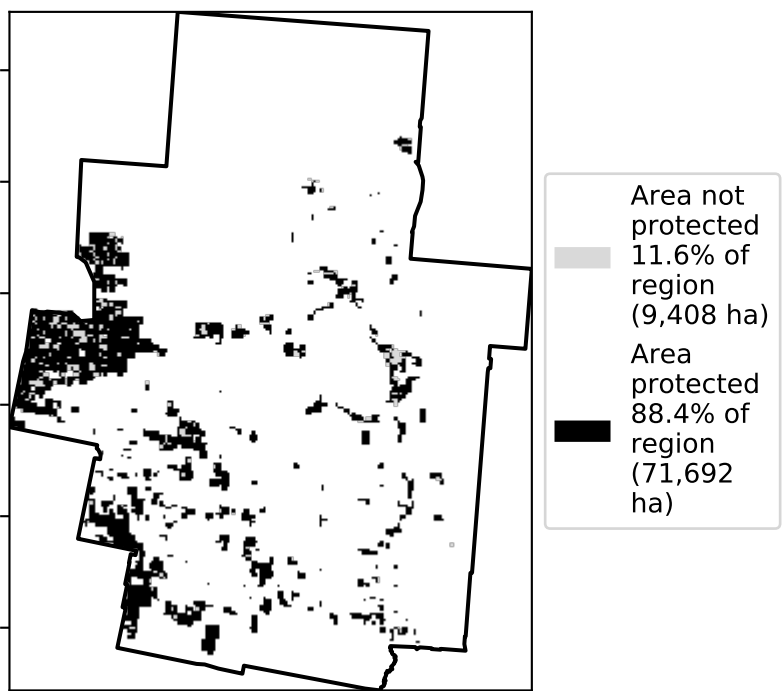 Area not
protected
11.6% of
region
(9,408 ha)
Area
protected
88.4% of
region
(71,692
ha)